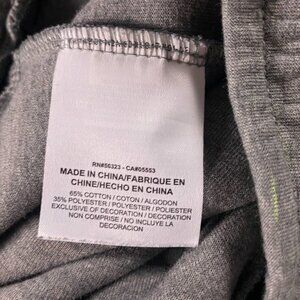 RN#56323 - CA#05553
MADE IN CHINA/FABRIQUE EN
CHINE/HECHO EN CHINA
65% COTTON / COTON / ALGODON
35% POLYESTER / POLYESTER / POLIESTER
EXCLUSIVE OF DECORATION / DECORATION
NON COMPRISE / NO INCLUYE LA
DECORACION